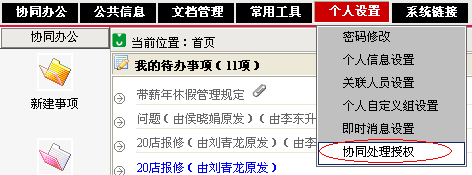 协同办公 公共信息 文档管理 常用工具 个人设置 系统链接
协同办公
当前位置：首页
我的待办事项（11项）
带薪年休假管理规定
问题（由侯晓娟原发）（由李东升
20店报修（由刘青龙原发）（由李
20店报修（由刘青龙原发）
新建事项
密码修改
个人信息设置
关联人员设置
个人自定义组设置
即时消息设置
协同处理授权